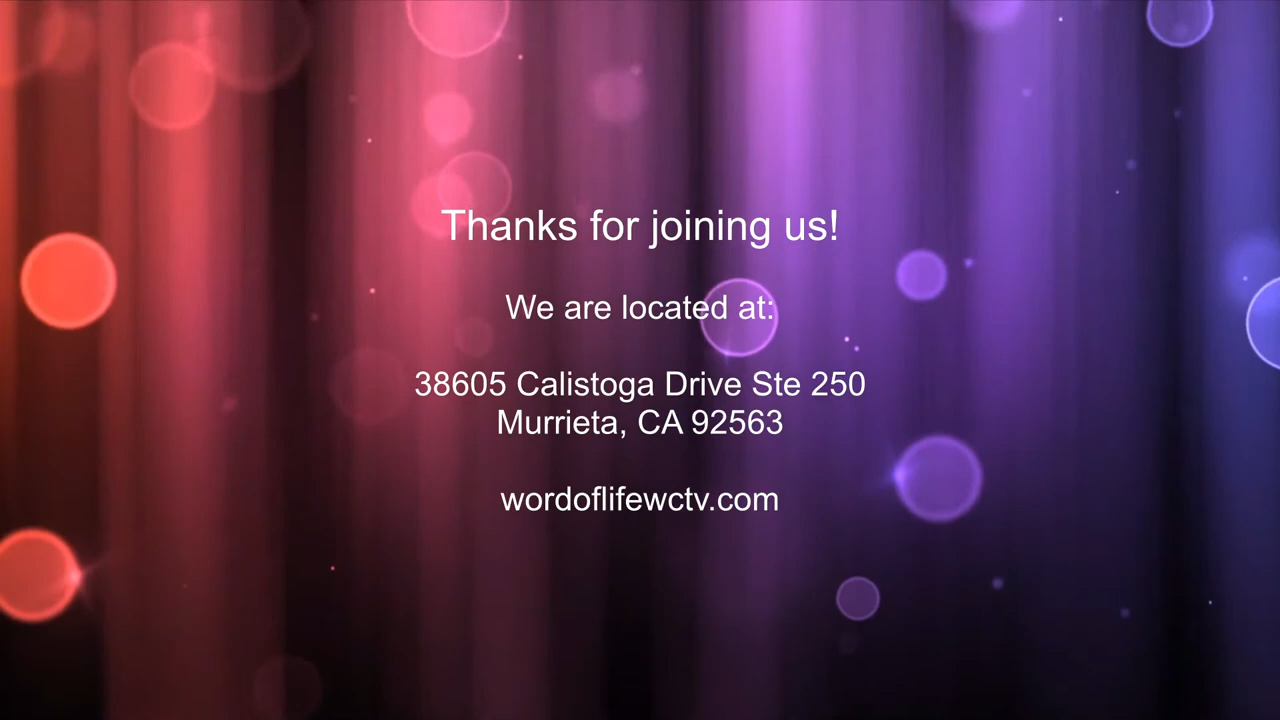 Thanks for joining us!
We are located at:
38605 Calistoga Drive Ste 250
Murrieta, CA 92563
wordoflifewctv.com